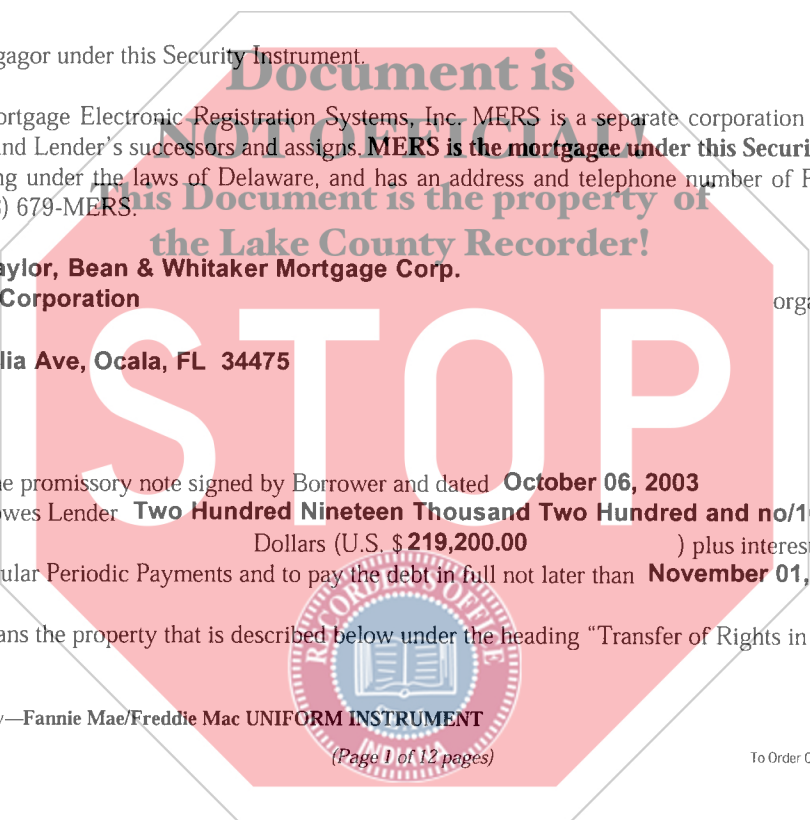 gagor under this Security Instrument.
Document is
ortgage Electronic Registration Systems, Inc. MERS is a separate corporation
NOT OFFICIAL!
and Lender's successors and assigns. MERS is the mortgagee under this Securi
ng under the laws of Delaware, and has an address and telephone number of P
This Document is the property of
) 679-MERS.
the Lake County Recorder!
aylor, Bean & Whitaker Mortgage Corp.
Corporation orga
STOP
lia Ave, Ocala, FL 34475
he promissory note signed by Borrower and dated October 06, 2003
owes Lender Two Hundred Nineteen Thousand Two Hundred and no/1
Dollars (U.S. $ 219,200.00 ) plus interes
ular Periodic Payments and to pay the debt in full not later than November 01,
RECORDER'S OFFICE
ans the property that is described below under the heading "Transfer of Rights in
SEAL
y—Fannie Mae/Freddie Mac UNIFORM INSTRUMENT
INDIANA
(Page 1 of 12 pages)
To Order C